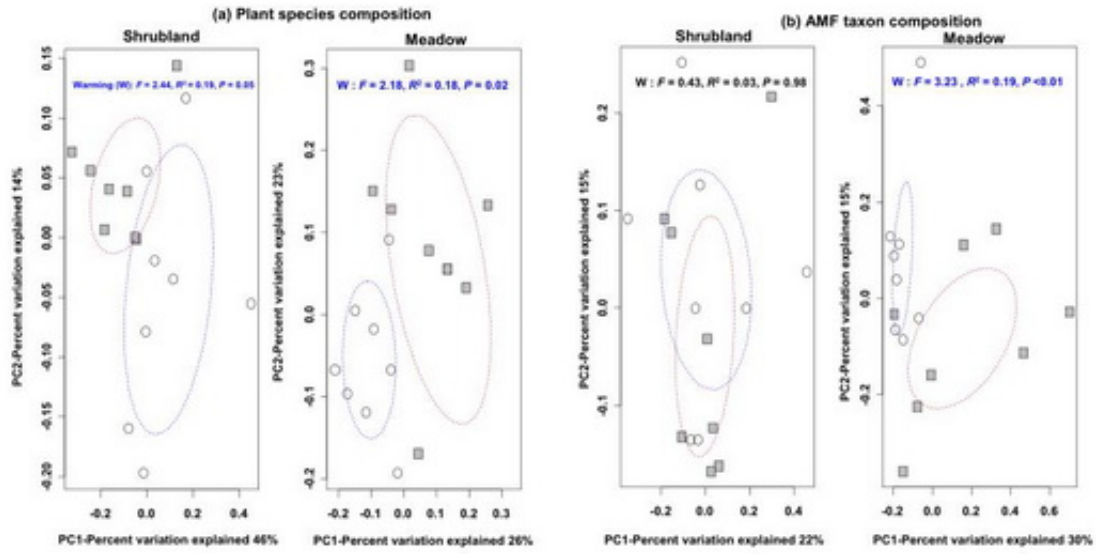 (a) Plant species composition
Shrubland
Meadow
Warming (W): F = 2.44, R² = 0.19, P = 0.05
W : F = 2.18, R² = 0.18, P = 0.02
PC2-Percent variation explained 14%
0.15
0.10
0.05
0.00
-0.05
-0.10
-0.15
-0.20
-0.2
0.0
0.2
0.4
PC1-Percent variation explained 46%
PC2-Percent variation explained 23%
0.3
0.2
0.1
0.0
-0.1
-0.2
-0.2
-0.1
0.0
0.1
0.2
0.3
PC1-Percent variation explained 26%
(b) AMF taxon composition
Shrubland
Meadow
W : F = 0.43, R² = 0.03, P = 0.98
W : F = 3.23 , R² = 0.19, P <0.01
PC2-Percent variation explained 15%
0.2
0.1
0.0
-0.1
-0.2
0.0
0.2
0.4
PC1-Percent variation explained 22%
PC2-Percent variation explained 15%
0.4
0.2
0.0
-0.2
-0.2
0.0
0.2
0.4
0.6
PC1-Percent variation explained 30%